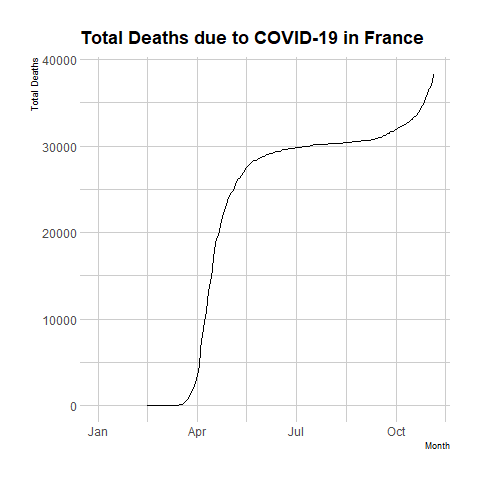 Total Deaths due to COVID-19 in France
Total Deaths
40000
30000
20000
10000
0
Jan Apr Jul Oct
Month